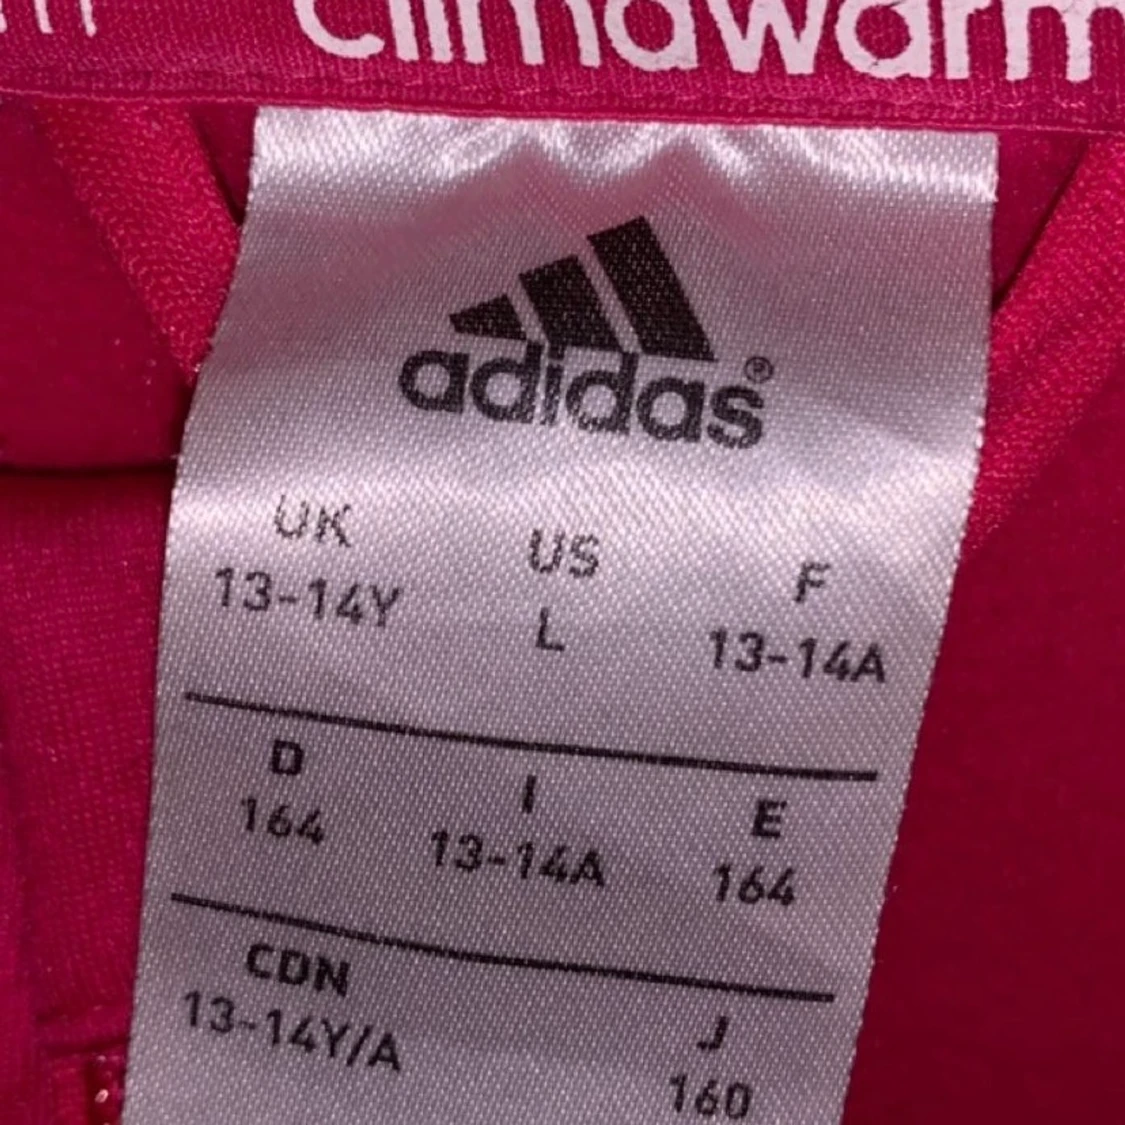 climawarm
adidas®
UK US F
13-14Y L 13-14A
D I E
164 13-14A 164
CDN J
13-14Y/A 160